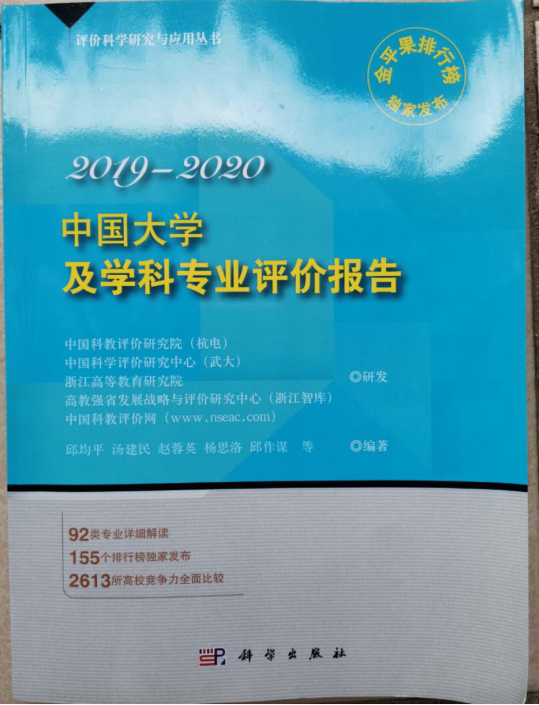 评价科学研究与应用丛书
金平果排行榜
独家发布
2019-2020
中国大学
及学科专业评价报告
中国科教评价研究院（杭电）
中国科学评价研究中心（武大）
浙江高等教育研究院
◎研发
高教强省发展战略与评价研究中心（浙江智库）
中国科教评价网（www.nseac.com）
邱均平 汤建民 赵蓉英 杨思洛 邱作谋 等 ◎编著
92类专业详细解读
155个排行榜独家发布
2613所高校竞争力全面比较
科学出版社